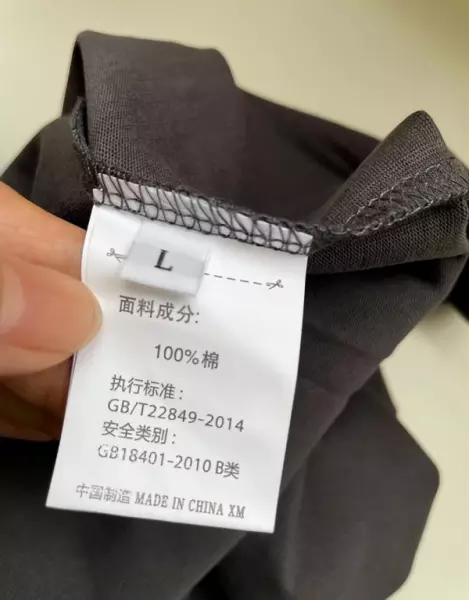 L
面料成分:
100%棉
执行标准:
GB/T22849-2014
安全类别:
GB18401-2010 B类
中国制造 MADE IN CHINA XM